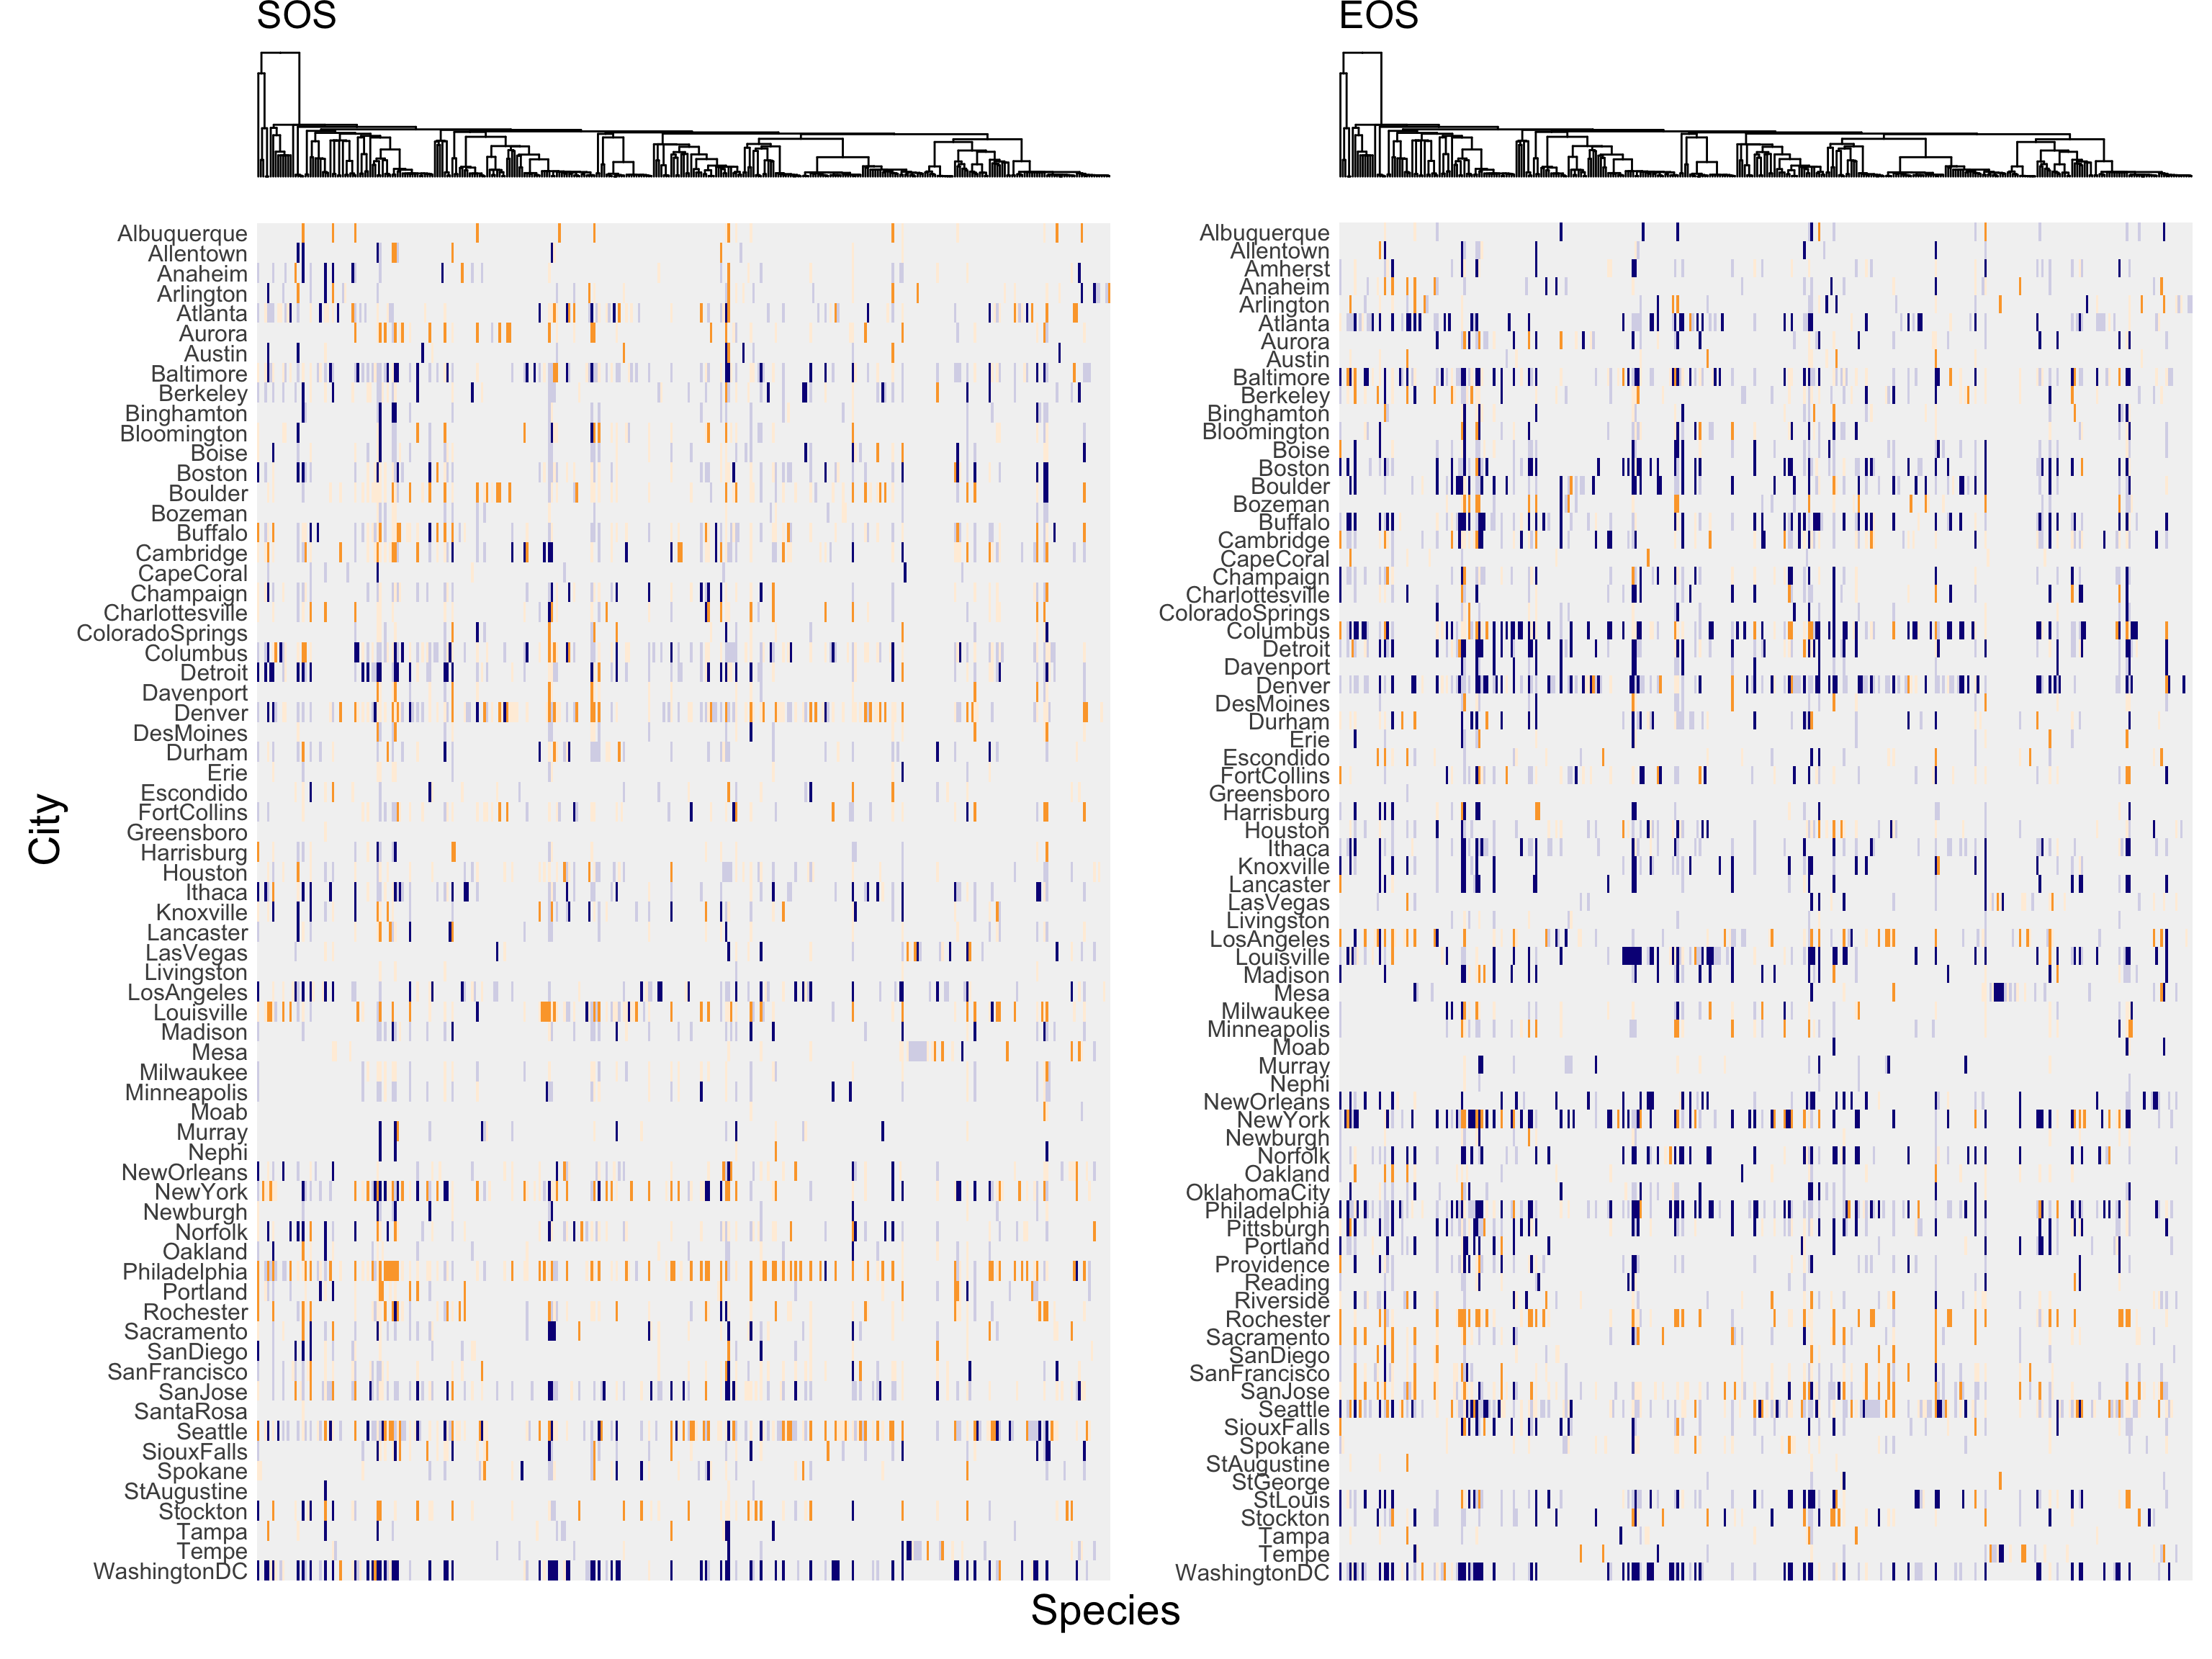 SOS
Albuquerque
Allentown
Anaheim
Arlington
Atlanta
Aurora
Austin
Baltimore
Berkeley
Binghamton
Bloomington
Boise
Boston
Boulder
Bozeman
Buffalo
Cambridge
CapeCoral
Champaign
Charlottesville
ColoradoSprings
Columbus
Detroit
Davenport
Denver
DesMoines
Durham
Erie
Escondido
FortCollins
Greensboro
Harrisburg
Houston
Ithaca
Knoxville
Lancaster
LasVegas
Livingston
LosAngeles
Louisville
Madison
Mesa
Milwaukee
Minneapolis
Moab
Murray
Nephi
NewOrleans
NewYork
Newburgh
Norfolk
Oakland
Philadelphia
Portland
Rochester
Sacramento
SanDiego
SanFrancisco
SanJose
SantaRosa
Seattle
SiouxFalls
Spokane
StAugustine
Stockton
Tampa
Tempe
WashingtonDC
City
EOS
Albuquerque
Allentown
Amherst
Anaheim
Arlington
Atlanta
Aurora
Austin
Baltimore
Berkeley
Binghamton
Bloomington
Boise
Boston
Boulder
Bozeman
Buffalo
Cambridge
CapeCoral
Champaign
Charlottesville
ColoradoSprings
Columbus
Detroit
Davenport
Denver
DesMoines
Durham
Erie
Escondido
FortCollins
Greensboro
Harrisburg
Houston
Ithaca
Knoxville
Lancaster
LasVegas
Livingston
LosAngeles
Louisville
Madison
Mesa
Milwaukee
Minneapolis
Moab
Murray
Nephi
NewOrleans
NewYork
Newburgh
Norfolk
Oakland
OklahomaCity
Philadelphia
Pittsburgh
Portland
Providence
Reading
Riverside
Rochester
Sacramento
SanDiego
SanFrancisco
SanJose
Seattle
SiouxFalls
Spokane
StAugustine
StGeorge
StLouis
Stockton
Tampa
Tempe
WashingtonDC
Species